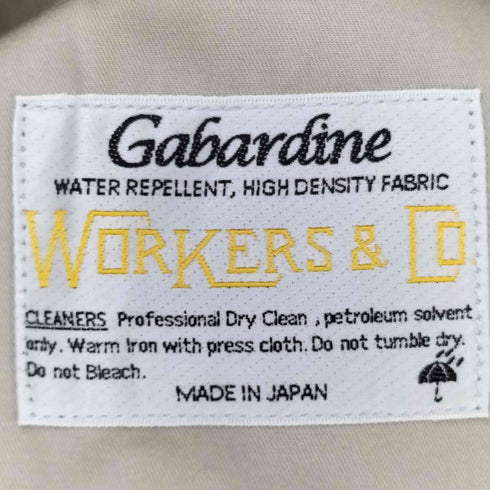 Gabardine
WATER REPELLENT, HIGH DENSITY FABRIC
WORKERS & CO.
CLEANERS Professional Dry Clean , petroleum solvent
only. Warm Iron with press cloth. Do not tumble dry.
Do not Bleach.
MADE IN JAPAN